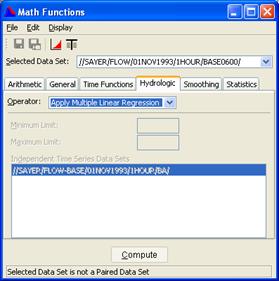 Math Functions
File Edit Display
Selected Data Set: //SAYER/FLOW/01NOV1993/1HOUR/BASE0600/
Arithmetic General Time Functions Hydrologic Smoothing Statistics
Operator: Apply Multiple Linear Regression
Minimum Limit:
Maximum Limit:
Independent Time Series Data Sets
//SAYER/FLOW-BASE/01NOV1993/1HOUR/BA/
Compute
Selected Data Set is not a Paired Data Set